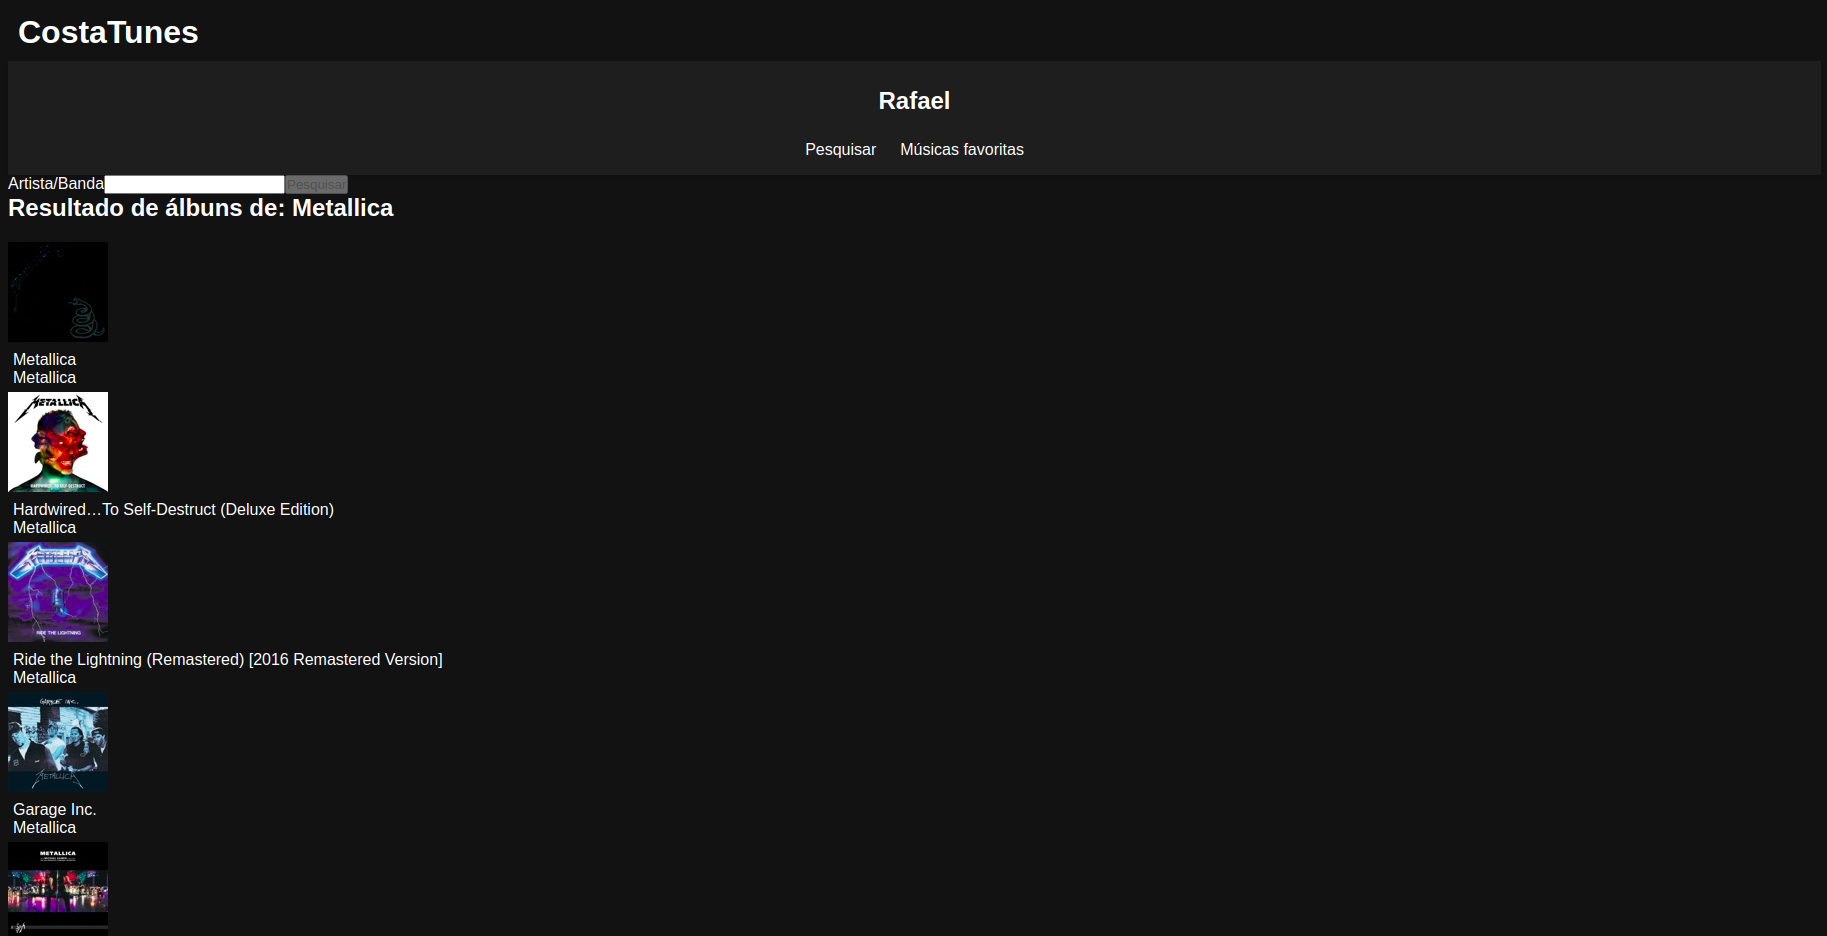 CostaTunes
Rafael
Pesquisar Músicas favoritas
Artista/Banda Pesquisar
Resultado de álbuns de: Metallica
Metallica
Metallica
METALLICA
HARDWIRED...TO SELF-DESTRUCT
Hardwired…To Self-Destruct (Deluxe Edition)
Metallica
METALLICA
RIDE THE LIGHTNING
Ride the Lightning (Remastered) [2016 Remastered Version]
Metallica
GARAGE INC..
METALLICA
Garage Inc.
Metallica
METALLICA